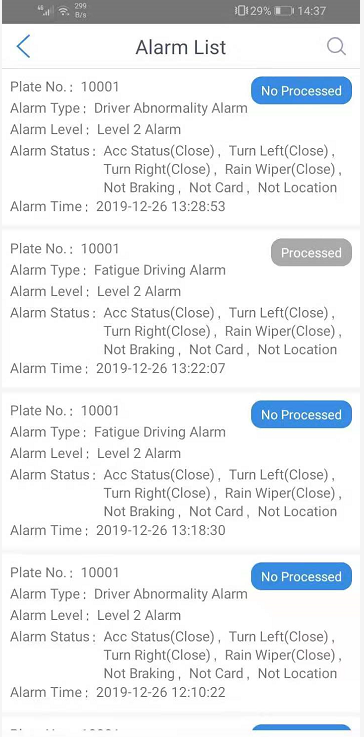 46
299
B/s
29%
14:37
Alarm List
Plate No.: 10001
No Processed
Alarm Type: Driver Abnormality Alarm
Alarm Level: Level 2 Alarm
Alarm Status: Acc Status(Close), Turn Left(Close),
Turn Right(Close), Rain Wiper(Close),
Not Braking, Not Card, Not Location
Alarm Time: 2019-12-26 13:28:53
Plate No.: 10001
Processed
Alarm Type: Fatigue Driving Alarm
Alarm Level: Level 2 Alarm
Alarm Status: Acc Status(Close), Turn Left(Close),
Turn Right(Close), Rain Wiper(Close),
Not Braking, Not Card, Not Location
Alarm Time: 2019-12-26 13:22:07
Plate No.: 10001
No Processed
Alarm Type: Fatigue Driving Alarm
Alarm Level: Level 2 Alarm
Alarm Status: Acc Status(Close), Turn Left(Close),
Turn Right(Close), Rain Wiper(Close),
Not Braking, Not Card, Not Location
Alarm Time: 2019-12-26 13:18:30
Plate No.: 10001
No Processed
Alarm Type: Driver Abnormality Alarm
Alarm Level: Level 2 Alarm
Alarm Status: Acc Status(Close), Turn Left(Close),
Turn Right(Close), Rain Wiper(Close),
Not Braking, Not Card, Not Location
Alarm Time: 2019-12-26 12:10:22